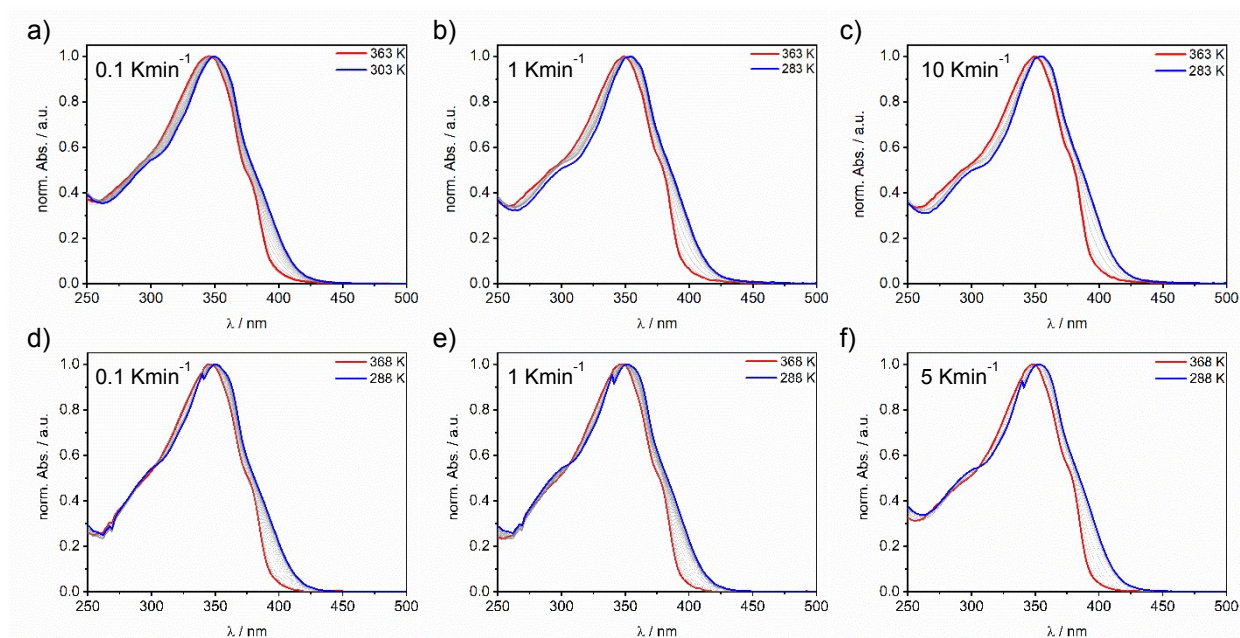 a)
0.1 Kmin⁻¹
363 K
303 K
norm. Abs. / a.u.
1.0
0.8
0.6
0.4
0.2
0.0
250 300 350 400 450 500
λ / nm
b)
1 Kmin⁻¹
363 K
283 K
norm. Abs. / a.u.
1.0
0.8
0.6
0.4
0.2
0.0
250 300 350 400 450 500
λ / nm
c)
10 Kmin⁻¹
363 K
283 K
norm. Abs. / a.u.
1.0
0.8
0.6
0.4
0.2
0.0
250 300 350 400 450 500
λ / nm
d)
0.1 Kmin⁻¹
368 K
288 K
norm. Abs. / a.u.
1.0
0.8
0.6
0.4
0.2
0.0
250 300 350 400 450 500
λ / nm
e)
1 Kmin⁻¹
368 K
288 K
norm. Abs. / a.u.
1.0
0.8
0.6
0.4
0.2
0.0
250 300 350 400 450 500
λ / nm
f)
5 Kmin⁻¹
368 K
288 K
norm. Abs. / a.u.
1.0
0.8
0.6
0.4
0.2
0.0
250 300 350 400 450 500
λ / nm